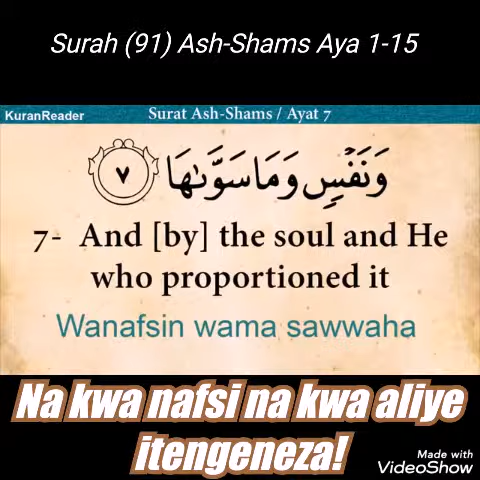 Surah (91) Ash-Shams Aya 1-15
KuranReader
Surat Ash-Shams / Ayat 7
وَنَفْسٍ وَمَا سَوَّىٰهَا ٧
7- And [by] the soul and He
who proportioned it
Wanafsin wama sawwaha
Na kwa nafsi na kwa aliye
itengeneza!
Made with
VideoShow